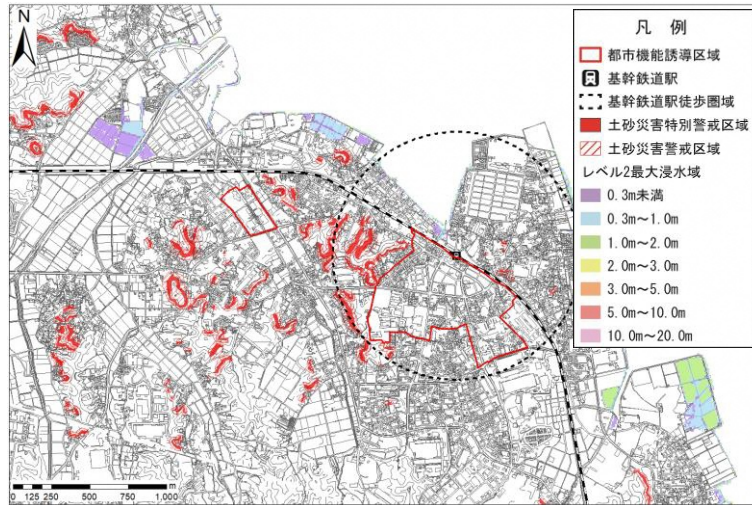 N
凡 例
都市機能誘導区域
基幹鉄道駅
基幹鉄道駅徒歩圏域
土砂災害特別警戒区域
土砂災害警戒区域
レベル2最大浸水域
0.3m未満
0.3m～1.0m
1.0m～2.0m
2.0m～3.0m
3.0m～5.0m
5.0m～10.0m
10.0m～20.0m
0 125 250 500 750 1,000
m